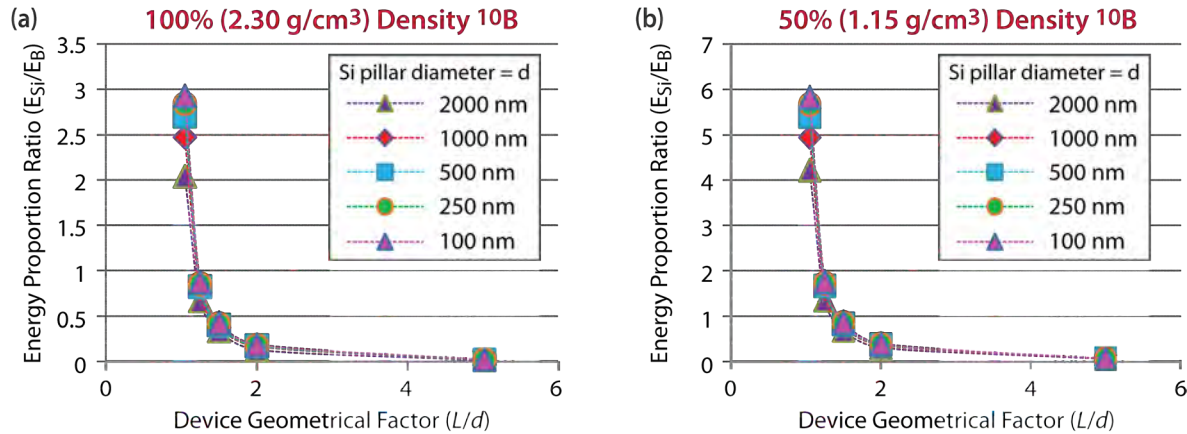 (a) 100% (2.30 g/cm³) Density ¹⁰B
Energy Proportion Ratio (E_Si/E_B)
3.5
3
2.5
2
1.5
1
0.5
0
0 2 4 6
Device Geometrical Factor (L/d)
Si pillar diameter = d
2000 nm
1000 nm
500 nm
250 nm
100 nm
(b) 50% (1.15 g/cm³) Density ¹⁰B
Energy Proportion Ratio (E_Si/E_B)
7
6
5
4
3
2
1
0
0 2 4 6
Device Geometrical Factor (L/d)
Si pillar diameter = d
2000 nm
1000 nm
500 nm
250 nm
100 nm